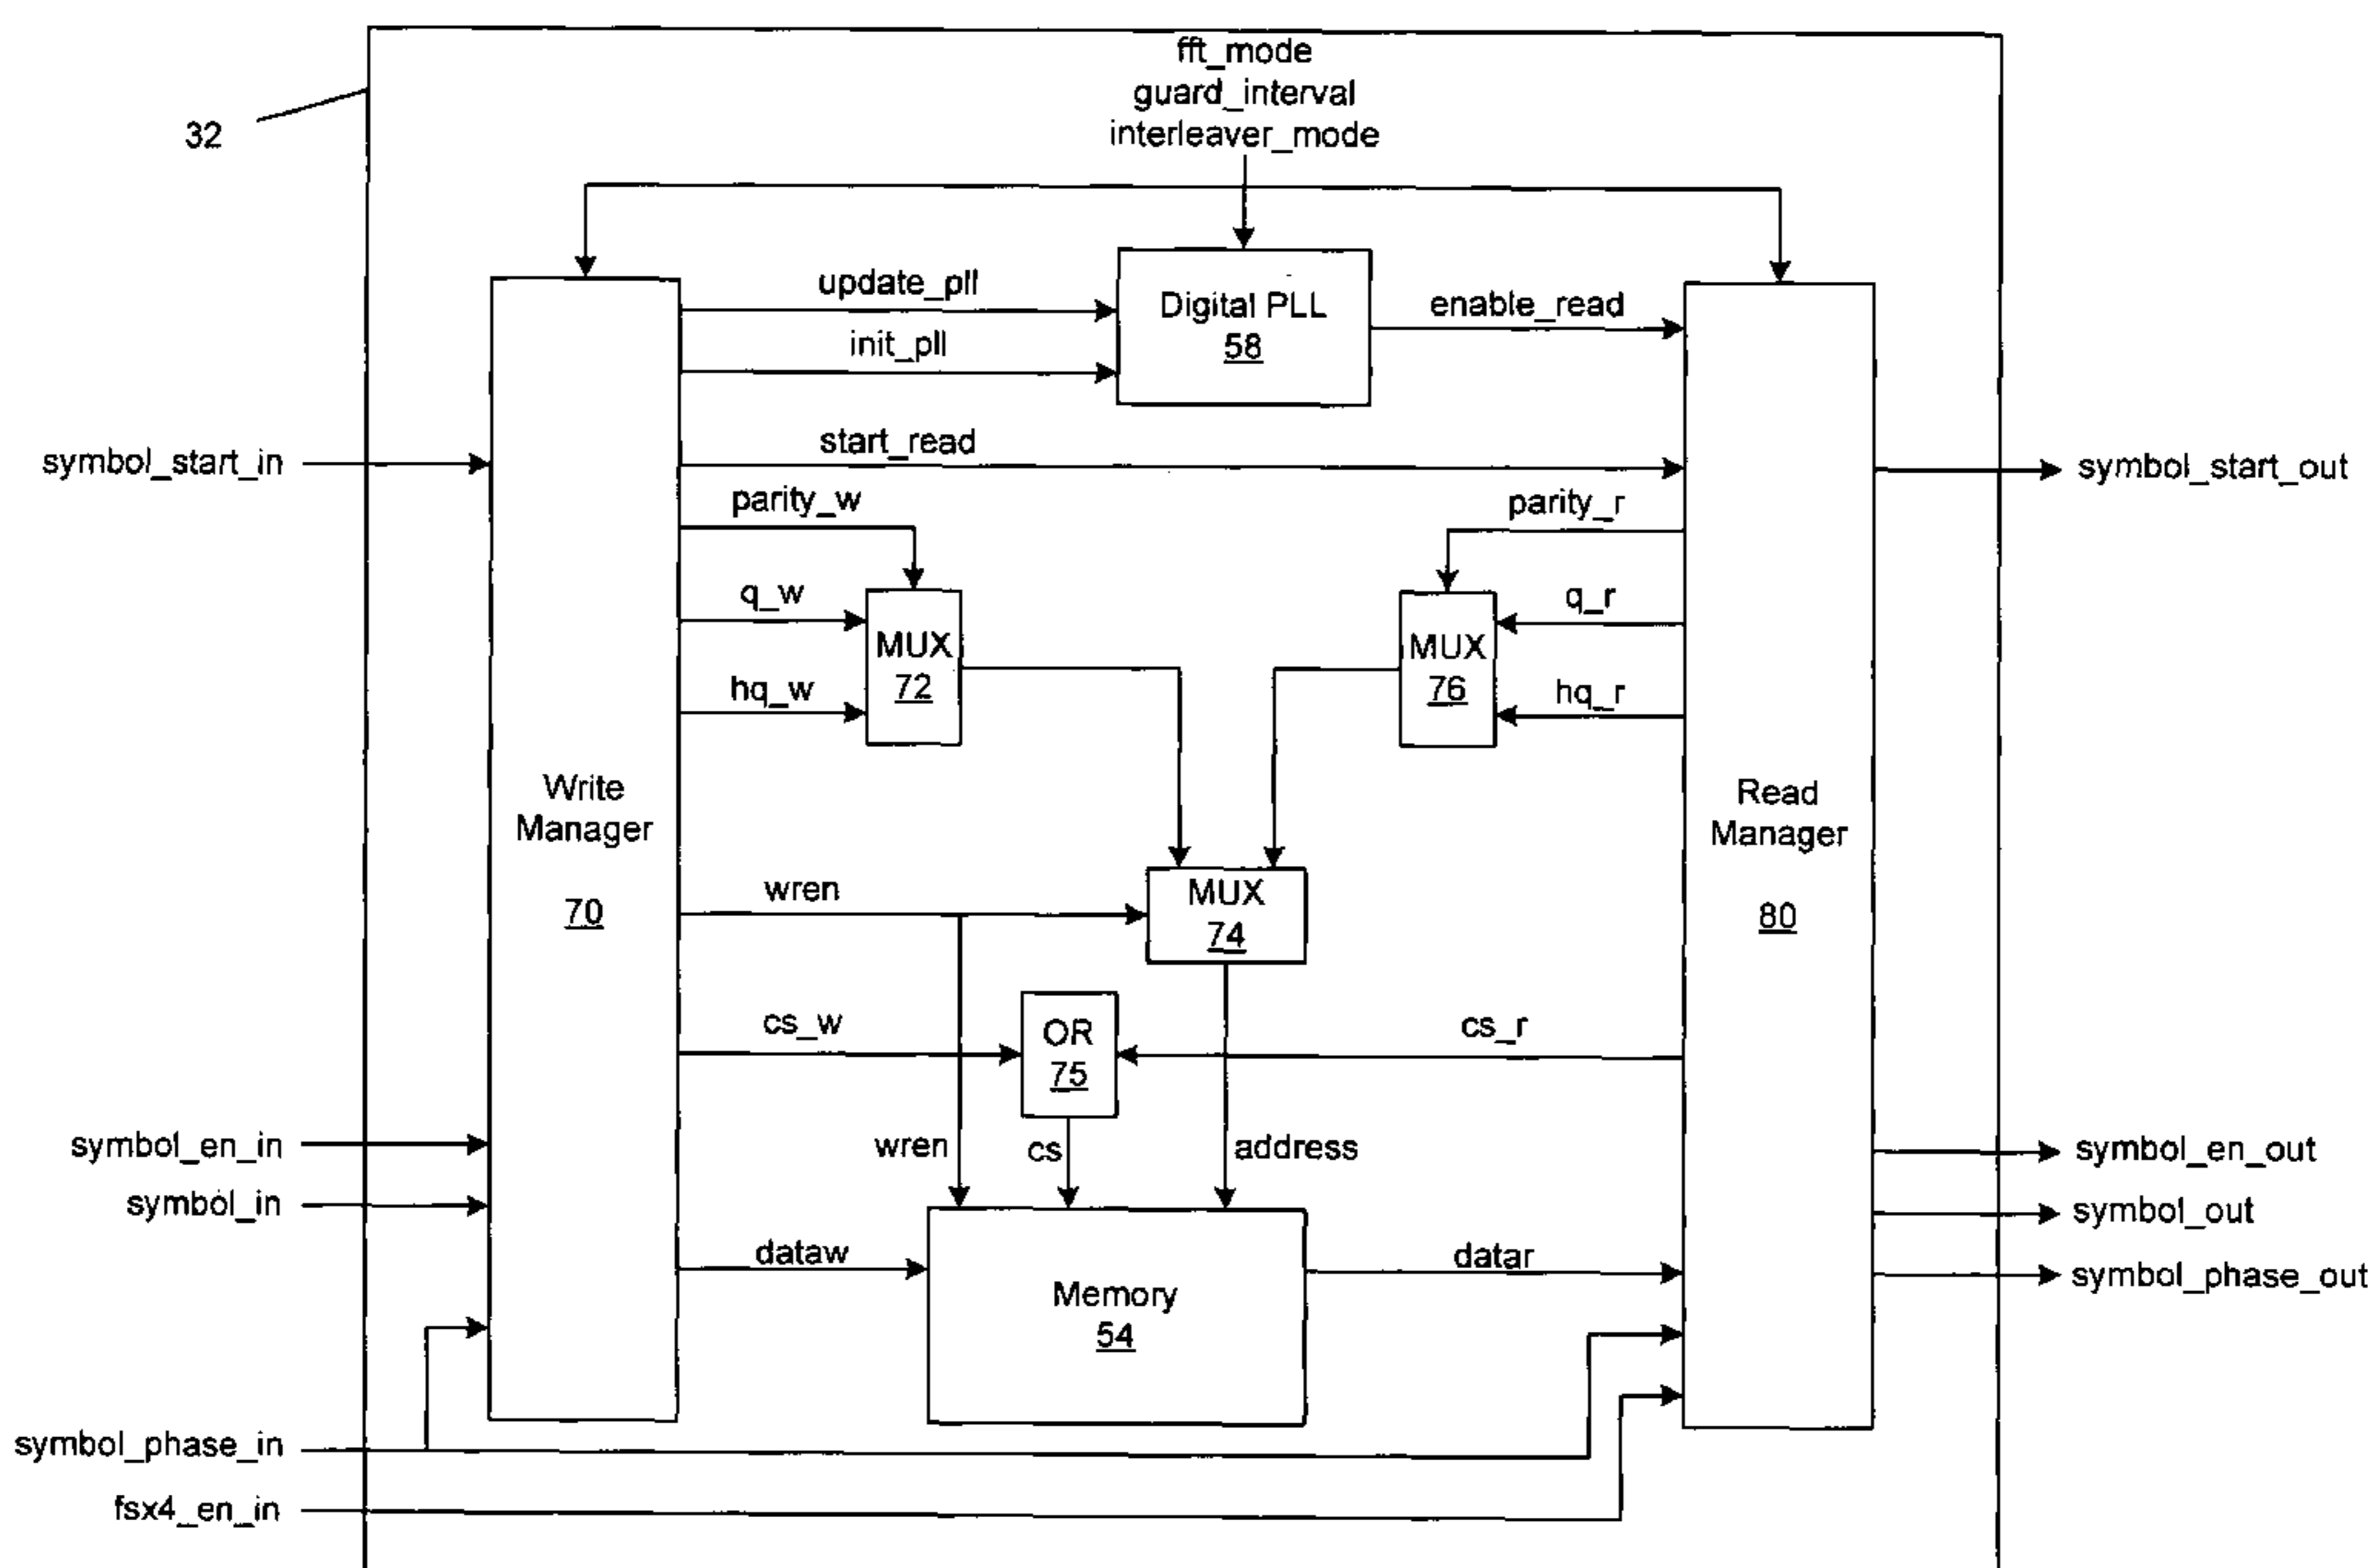 fft_mode
guard_interval
interleaver_mode
32
update_pll
init_pll
Digital PLL
58
enable_read
symbol_start_in
start_read
symbol_start_out
parity_w
parity_r
q_w
hq_w
MUX
72
MUX
76
q_r
hq_r
Write
Manager
70
Read
Manager
80
wren
MUX
74
cs_w
OR
75
cs_r
symbol_en_in
symbol_in
wren
cs
address
symbol_en_out
symbol_out
symbol_phase_out
dataw
Memory
54
datar
symbol_phase_in
fsx4_en_in